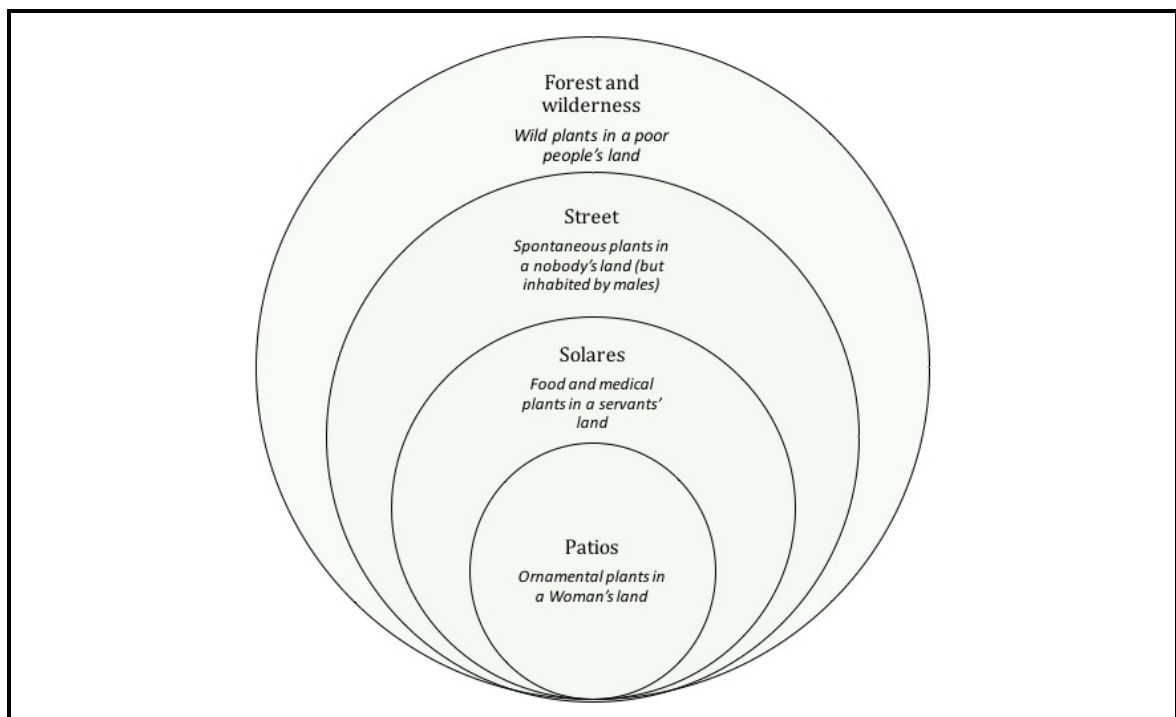 Forest and
wilderness
Wild plants in a poor
people's land
Street
Spontaneous plants in
a nobody's land (but
inhabited by males)
Solares
Food and medical
plants in a servants'
land
Patios
Ornamental plants in
a Woman's land